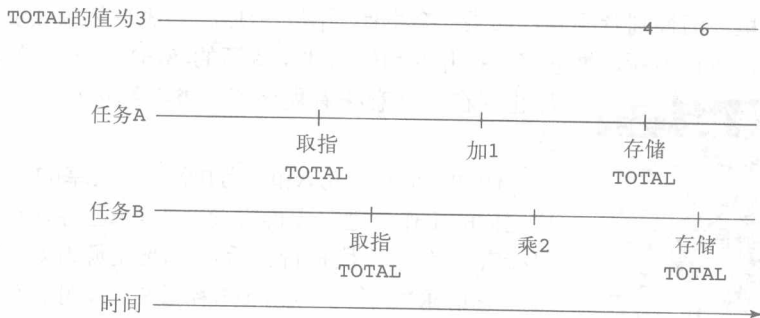 TOTAL的值为3 4 6
任务A
取指 加1 存储
TOTAL TOTAL
任务B
取指 乘2 存储
TOTAL TOTAL
时间